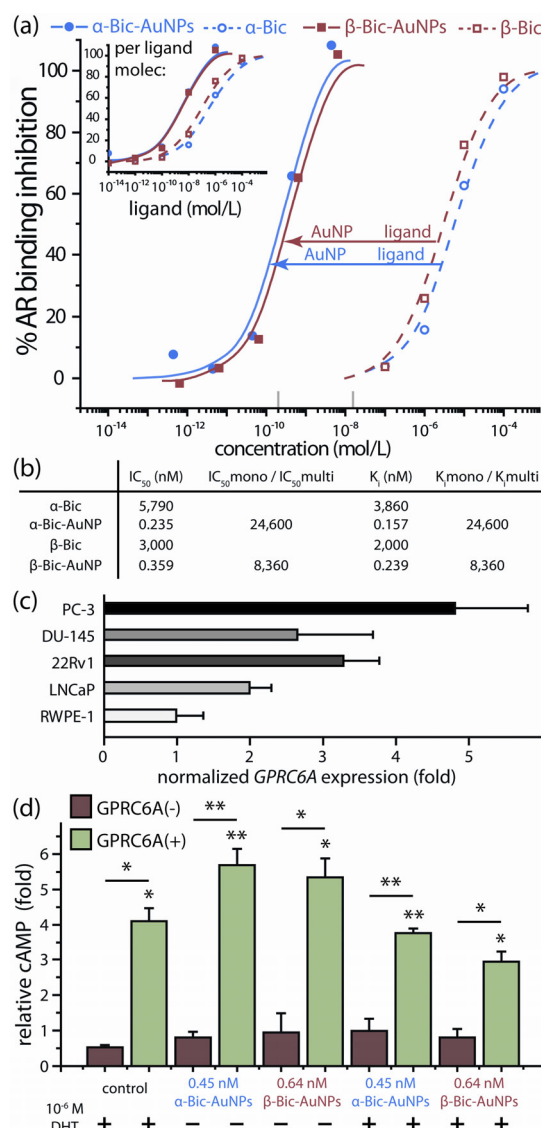 (a) α-Bic-AuNPs α-Bic β-Bic-AuNPs β-Bic
per ligand
molec:
100
80
60
40
20
0
10⁻¹⁴ 10⁻¹² 10⁻¹⁰ 10⁻⁸ 10⁻⁶ 10⁻⁴
ligand (mol/L)
% AR binding inhibition
100
80
60
40
20
0
AuNP ligand
AuNP ligand
10⁻¹⁴ 10⁻¹² 10⁻¹⁰ 10⁻⁸ 10⁻⁶ 10⁻⁴
concentration (mol/L)
(b) IC₅₀ (nM) IC₅₀mono / IC₅₀multi Kᵢ (nM) Kᵢmono / Kᵢmulti
α-Bic 5,790 3,860
α-Bic-AuNP 0.235 24,600 0.157 24,600
β-Bic 3,000 2,000
β-Bic-AuNP 0.359 8,360 0.239 8,360
(c)
PC-3
DU-145
22Rv1
LNCaP
RWPE-1
0 1 2 3 4 5
normalized GPRC6A expression (fold)
(d) GPRC6A(-)
GPRC6A(+)
relative cAMP (fold)
7
6
5
4
3
2
1
0
* * ** ** * * ** ** * *
control 0.45 nM 0.64 nM 0.45 nM 0.64 nM
α-Bic-AuNPs β-Bic-AuNPs α-Bic-AuNPs β-Bic-AuNPs
10⁻⁶ M
DHT + + − − − − + + + +